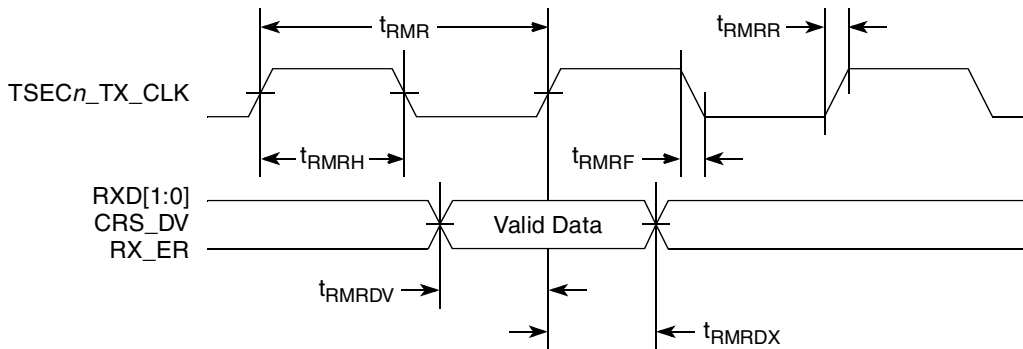 tRMR
tRMRR
TSECn_TX_CLK
tRMRH
tRMRF
RXD[1:0]
CRS_DV
Valid Data
RX_ER
tRMRDV
tRMRDX